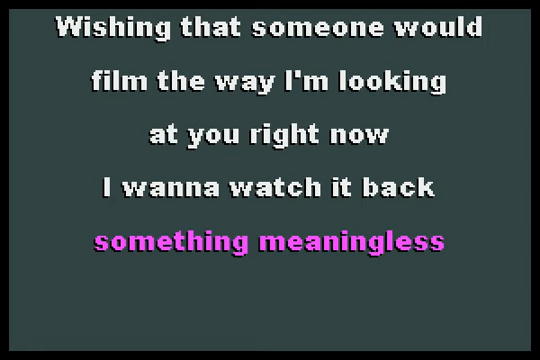 Wishing that someone would
film the way I'm looking
at you right now
I wanna watch it back
something meaningless